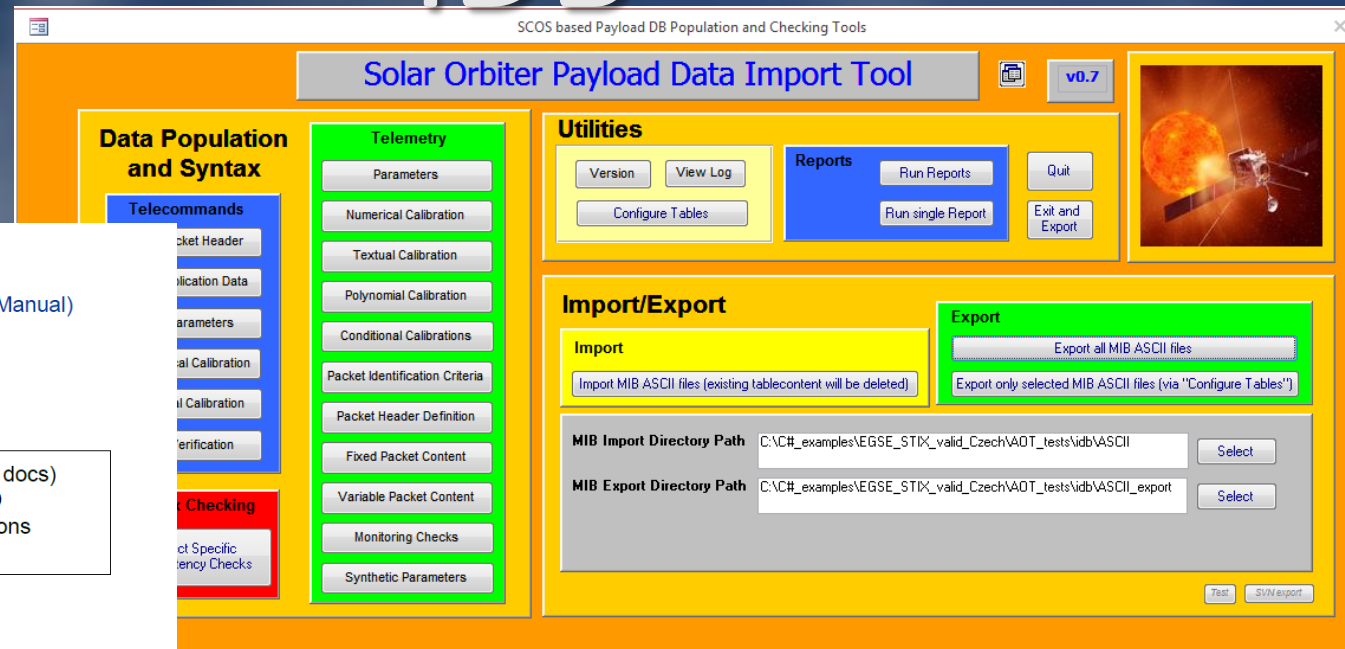 SCOS based Payload DB Population and Checking Tools
Solar Orbiter Payload Data Import Tool
v0.7
Data Population
and Syntax
Telecommands
cket Header
lication Data
arameters
al Calibration
l Calibration
erification
Checking
ct Specific
tency Checks
Telemetry
Parameters
Numerical Calibration
Textual Calibration
Polynomial Calibration
Conditional Calibrations
Packet Identification Criteria
Packet Header Definition
Fixed Packet Content
Variable Packet Content
Monitoring Checks
Synthetic Parameters
Utilities
Version
View Log
Configure Tables
Reports
Run Reports
Run single Report
Quit
Exit and
Export
Import/Export
Import
Import MIB ASCII files (existing tablecontent will be deleted)
Export
Export all MIB ASCII files
Export only selected MIB ASCII files (via "Configure Tables")
MIB Import Directory Path C:\C#_examples\EGSE_STIX_valid_Czech\AOT_tests\idb\ASCII Select
MIB Export Directory Path C:\C#_examples\EGSE_STIX_valid_Czech\AOT_tests\idb\ASCII_export Select
Test
SVN export
Manual)
docs)
)
ons